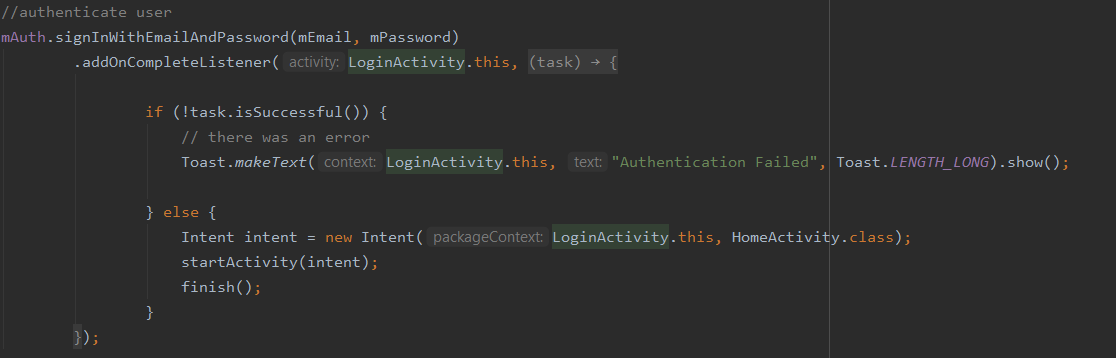 //authenticate user
mAuth.signInWithEmailAndPassword(mEmail, mPassword)
.addOnCompleteListener( activity: LoginActivity.this, (task) → {
if (!task.isSuccessful()) {
// there was an error
Toast.makeText( context: LoginActivity.this, text: "Authentication Failed", Toast.LENGTH_LONG).show();
} else {
Intent intent = new Intent( packageContext: LoginActivity.this, HomeActivity.class);
startActivity(intent);
finish();
}
});